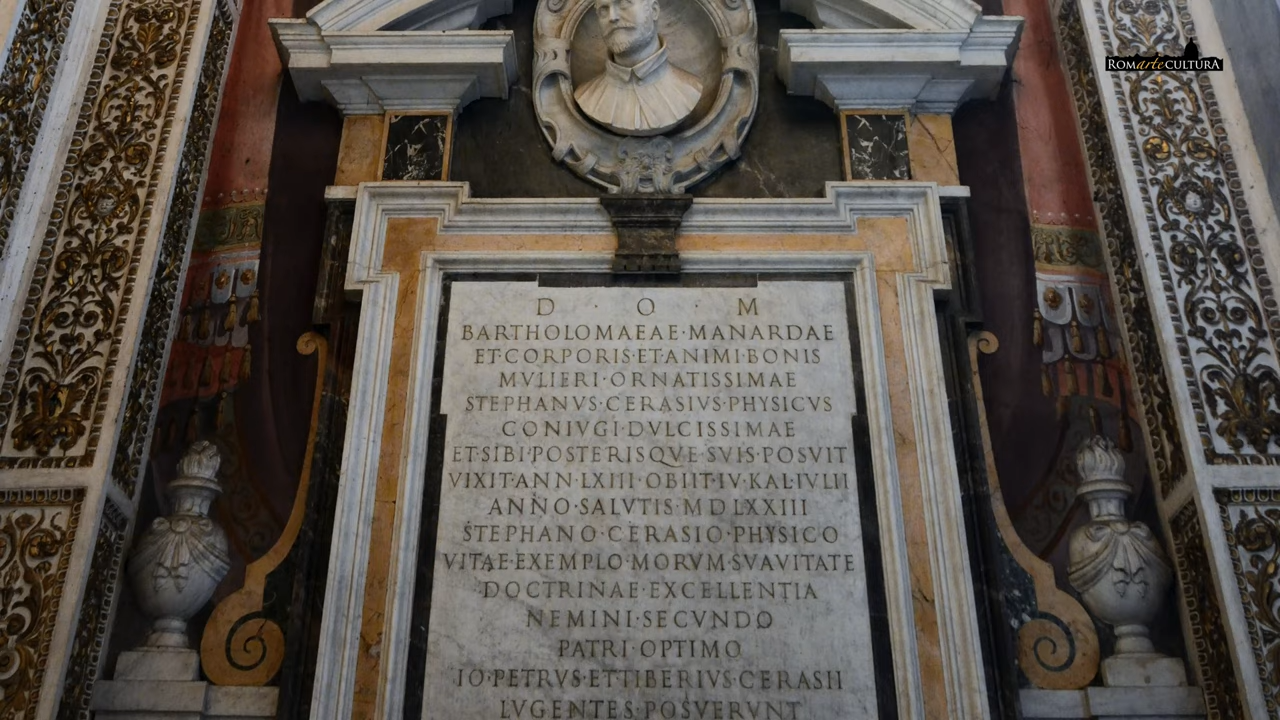 ROMarteCULTURA
D · O · M
BARTHOLOMAEAE·MANARDAE
ET·CORPORIS·ET·ANIMI·BONIS
MVLIERI·ORNATISSIMAE
STEPHANVS·CERASIVS·PHYSICVS
CONIVGI·DVLCISSIMAE
ET·SIBI·POSTERISQVE·SVIS·POSVIT
VIXIT·ANN·LXIII·OBIIT·IV·KAL·IVLII
ANNO·SALVTIS·MDLXXIII
STEPHANO·CERASIO·PHYSICO
VITAE·EXEMPLO·MORVM·SVAVITATE
DOCTRINAE·EXCELLENTIA
NEMINI·SECVNDO
PATRI·OPTIMO
IO·PETRVS·ET·TIBERIVS·CERASII
LVGENTES·POSVERVNT